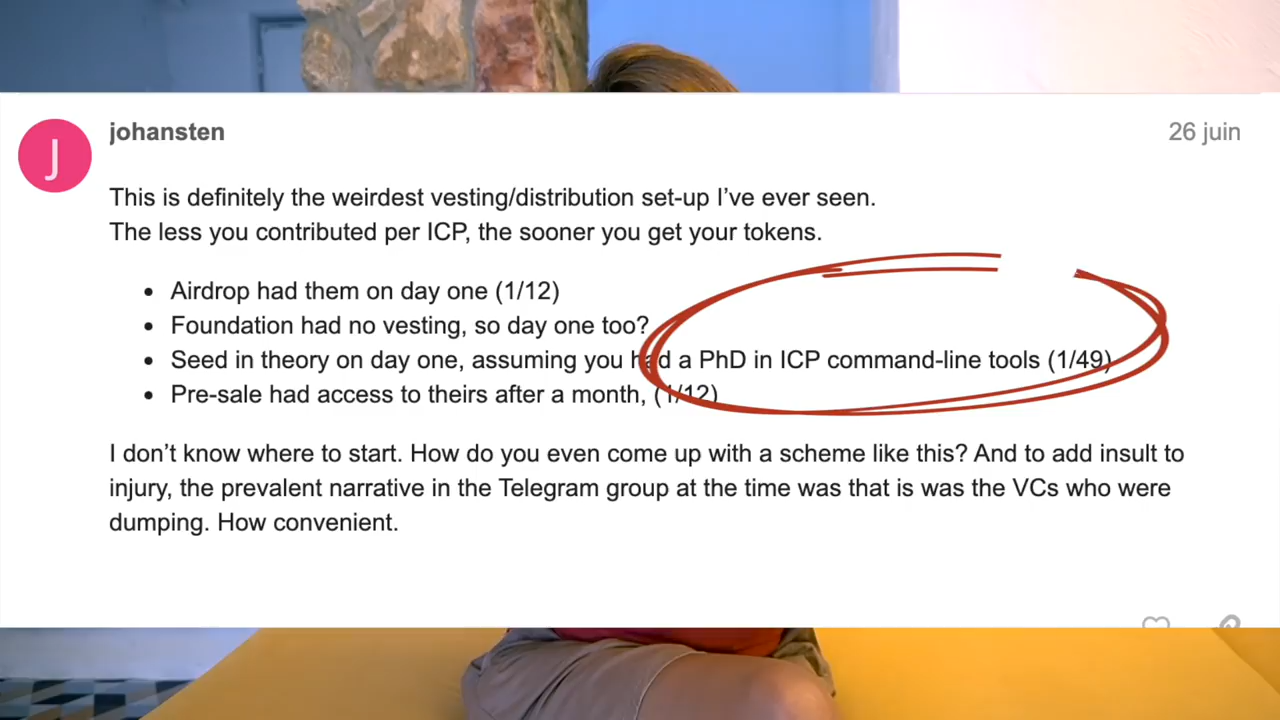 J
johansten
26 juin
This is definitely the weirdest vesting/distribution set-up I’ve ever seen.
The less you contributed per ICP, the sooner you get your tokens.
• Airdrop had them on day one (1/12)
• Foundation had no vesting, so day one too?
• Seed in theory on day one, assuming you had a PhD in ICP command-line tools (1/49)
• Pre-sale had access to theirs after a month, (1/12)
I don’t know where to start. How do you even come up with a scheme like this? And to add insult to
injury, the prevalent narrative in the Telegram group at the time was that is was the VCs who were
dumping. How convenient.